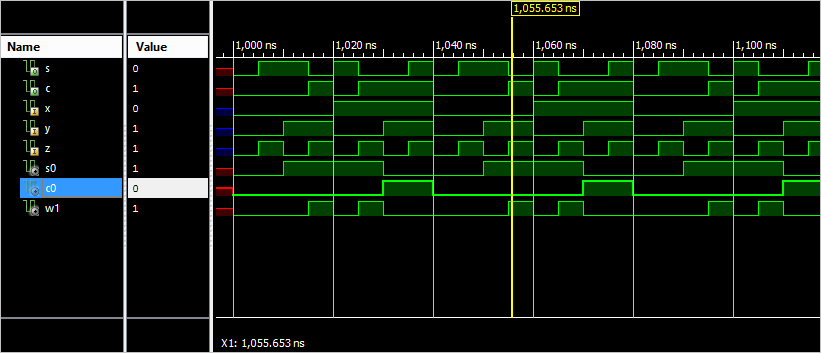 1,055.653 ns
Name Value
1,000 ns 1,020 ns 1,040 ns 1,060 ns 1,080 ns 1,100 ns
s 0
c 1
x 0
y 1
z 1
s0 1
c0 0
w1 1
X1: 1,055.653 ns